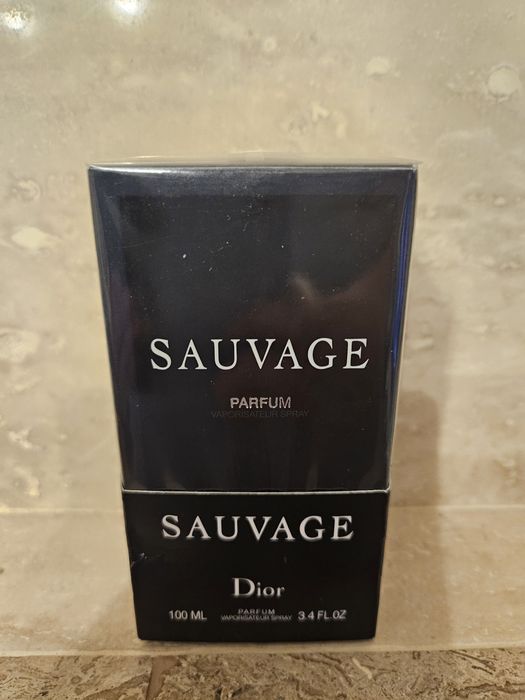 SAUVAGE
PARFUM
VAPORISATEUR SPRAY
SAUVAGE
Dior
100 ML PARFUM 3.4 FL.OZ
VAPORISATEUR SPRAY